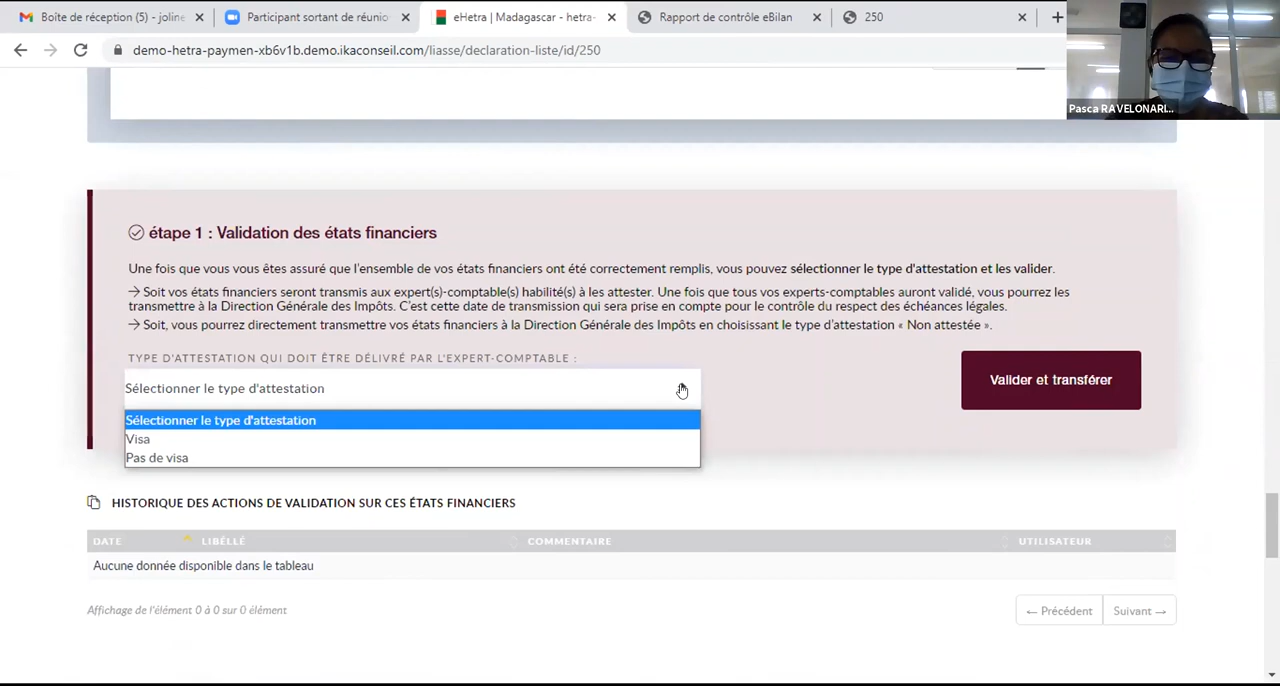 Boîte de réception (5) - joline
Participant sortant de réunio
eHetra | Madagascar - hetra-
Rapport de contrôle eBilan
250
demo-hetra-paymen-xb6v1b.demo.ikaconseil.com/liasse/declaration-liste/id/250
Pasca RAVELONARI...
étape 1 : Validation des états financiers
Une fois que vous vous êtes assuré que l'ensemble de vos états financiers ont été correctement remplis, vous pouvez sélectionner le type d'attestation et les valider.
→ Soit vos états financiers seront transmis aux expert(s)-comptable(s) habilité(s) à les attester. Une fois que tous vos experts-comptables auront validé, vous pourrez les
transmettre à la Direction Générale des Impôts. C'est cette date de transmission qui sera prise en compte pour le contrôle du respect des échéances légales.
→ Soit, vous pourrez directement transmettre vos états financiers à la Direction Générale des Impôts en choisissant le type d'attestation « Non attestée ».
TYPE D'ATTESTATION QUI DOIT ÊTRE DÉLIVRÉ PAR L'EXPERT-COMPTABLE :
Sélectionner le type d'attestation
Valider et transférer
Sélectionner le type d'attestation
Visa
Pas de visa
HISTORIQUE DES ACTIONS DE VALIDATION SUR CES ÉTATS FINANCIERS
DATE LIBÉLLÉ COMMENTAIRE UTILISATEUR
Aucune donnée disponible dans le tableau
Affichage de l'élément 0 à 0 sur 0 élément
← Précédent
Suivant →